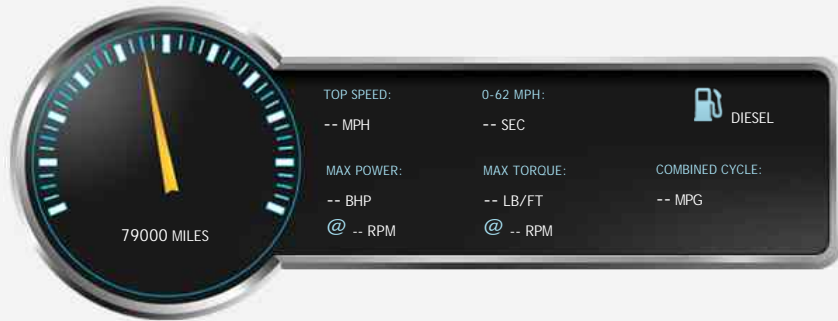 TOP SPEED:
-- MPH
0-62 MPH:
-- SEC
DIESEL
MAX POWER:
-- BHP
@ -- RPM
MAX TORQUE:
-- LB/FT
@ -- RPM
COMBINED CYCLE:
-- MPG
79000 MILES